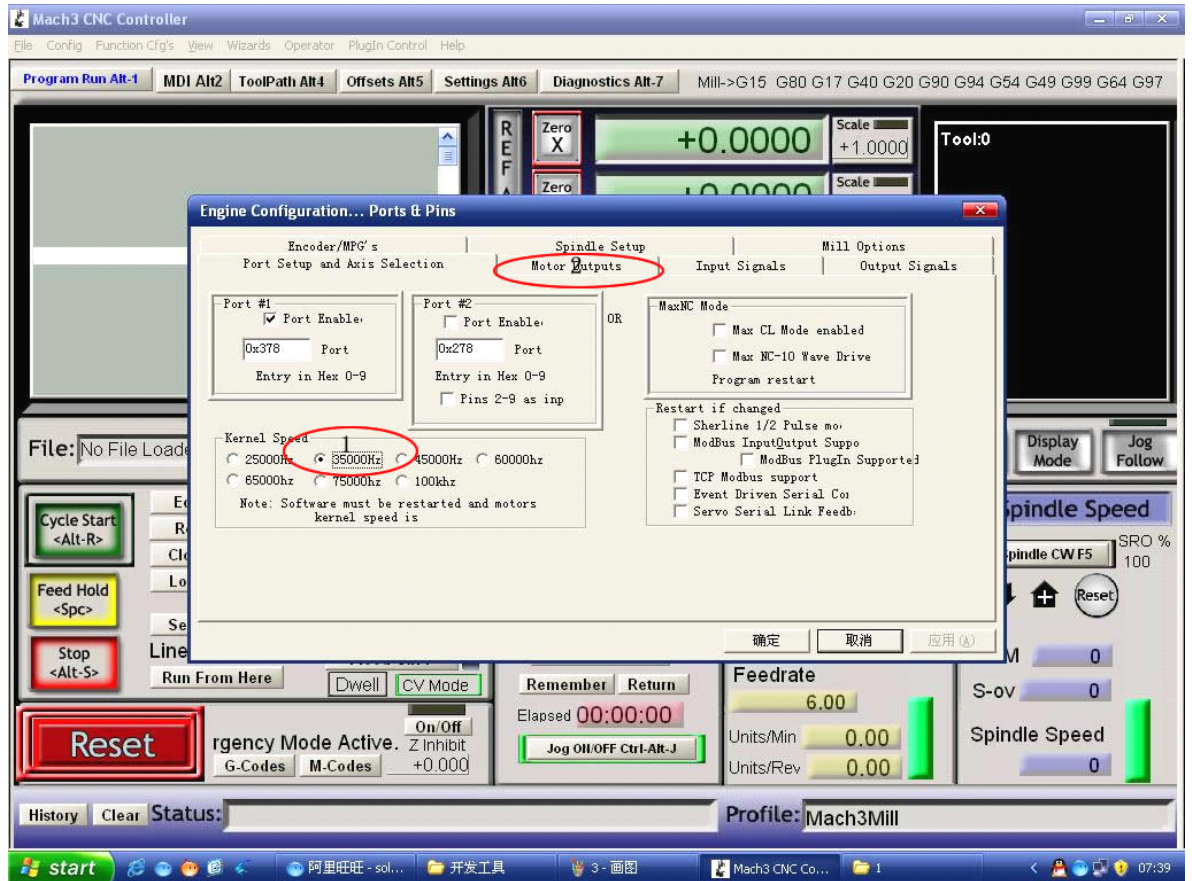 Mach3 CNC Controller
File Config Function Cfg's View Wizards Operator PlugIn Control Help
Program Run Alt-1 MDI Alt2 ToolPath Alt4 Offsets Alt5 Settings Alt6 Diagnostics Alt-7 Mill->G15 G80 G17 G40 G20 G90 G94 G54 G49 G99 G64 G97
REF
Zero X +0.0000 Scale +1.0000 Tool:0
Zero Scale
Engine Configuration... Ports & Pins
Encoder/MPG's Spindle Setup Mill Options
Port Setup and Axis Selection Motor Outputs Input Signals Output Signals
2
Port #1 Port #2 MaxNC Mode
Port Enable Port Enable OR Max CL Mode enabled
0x378 Port 0x278 Port Max NC-10 Wave Drive
Entry in Hex 0-9 Entry in Hex 0-9 Program restart
Pins 2-9 as inp
Restart if changed
Sherline 1/2 Pulse mo
ModBus InputOutput Suppo
ModBus PlugIn Supported
TCP Modbus support
Event Driven Serial Co
Servo Serial Link Feedb
Kernel Speed 1
25000Hz 35000Hz 45000Hz 60000hz
65000hz 75000hz 100khz
Note: Software must be restarted and motors
kernel speed is
确定 取消 应用(A)
File: No File Loade
Display Mode Jog Follow
Cycle Start <Alt-R>
Feed Hold <Spc>
Stop <Alt-S>
Ed
Re
Clo
Lo
Se
Line
Run From Here
Dwell CV Mode
Spindle Speed
Spindle CW F5 SRO %
100
Reset
M 0
S-ov 0
Spindle Speed
0
Remember Return
Elapsed 00:00:00
Jog ON/OFF Ctrl-Alt-J
Feedrate
6.00
Units/Min 0.00
Units/Rev 0.00
Reset
rgency Mode Active.
On/Off
Z Inhibit
+0.000
G-Codes M-Codes
History Clear Status: Profile: Mach3Mill
start 阿里旺旺 - sol... 开发工具 3 - 画图 Mach3 CNC Co... 1 07:39